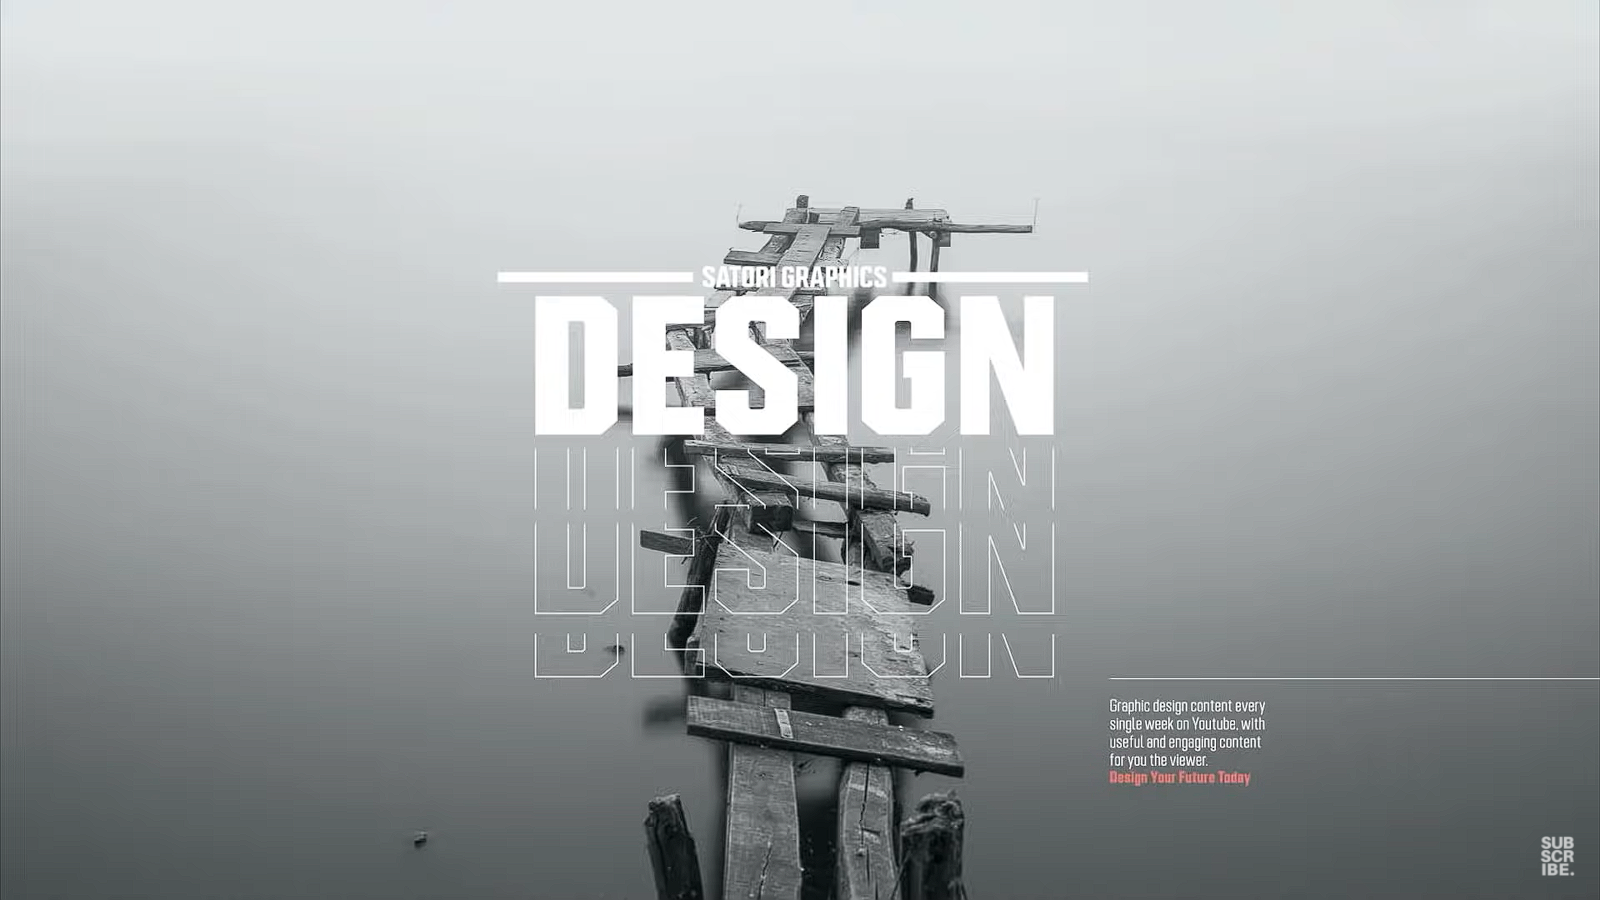 SATORI GRAPHICS
DESIGN
DESIGN
DESIGN
DESIGN
Graphic design content every
single week on Youtube, with
useful and engaging content
for you the viewer.
Design Your Future Today
SUB
SCR
IBE.